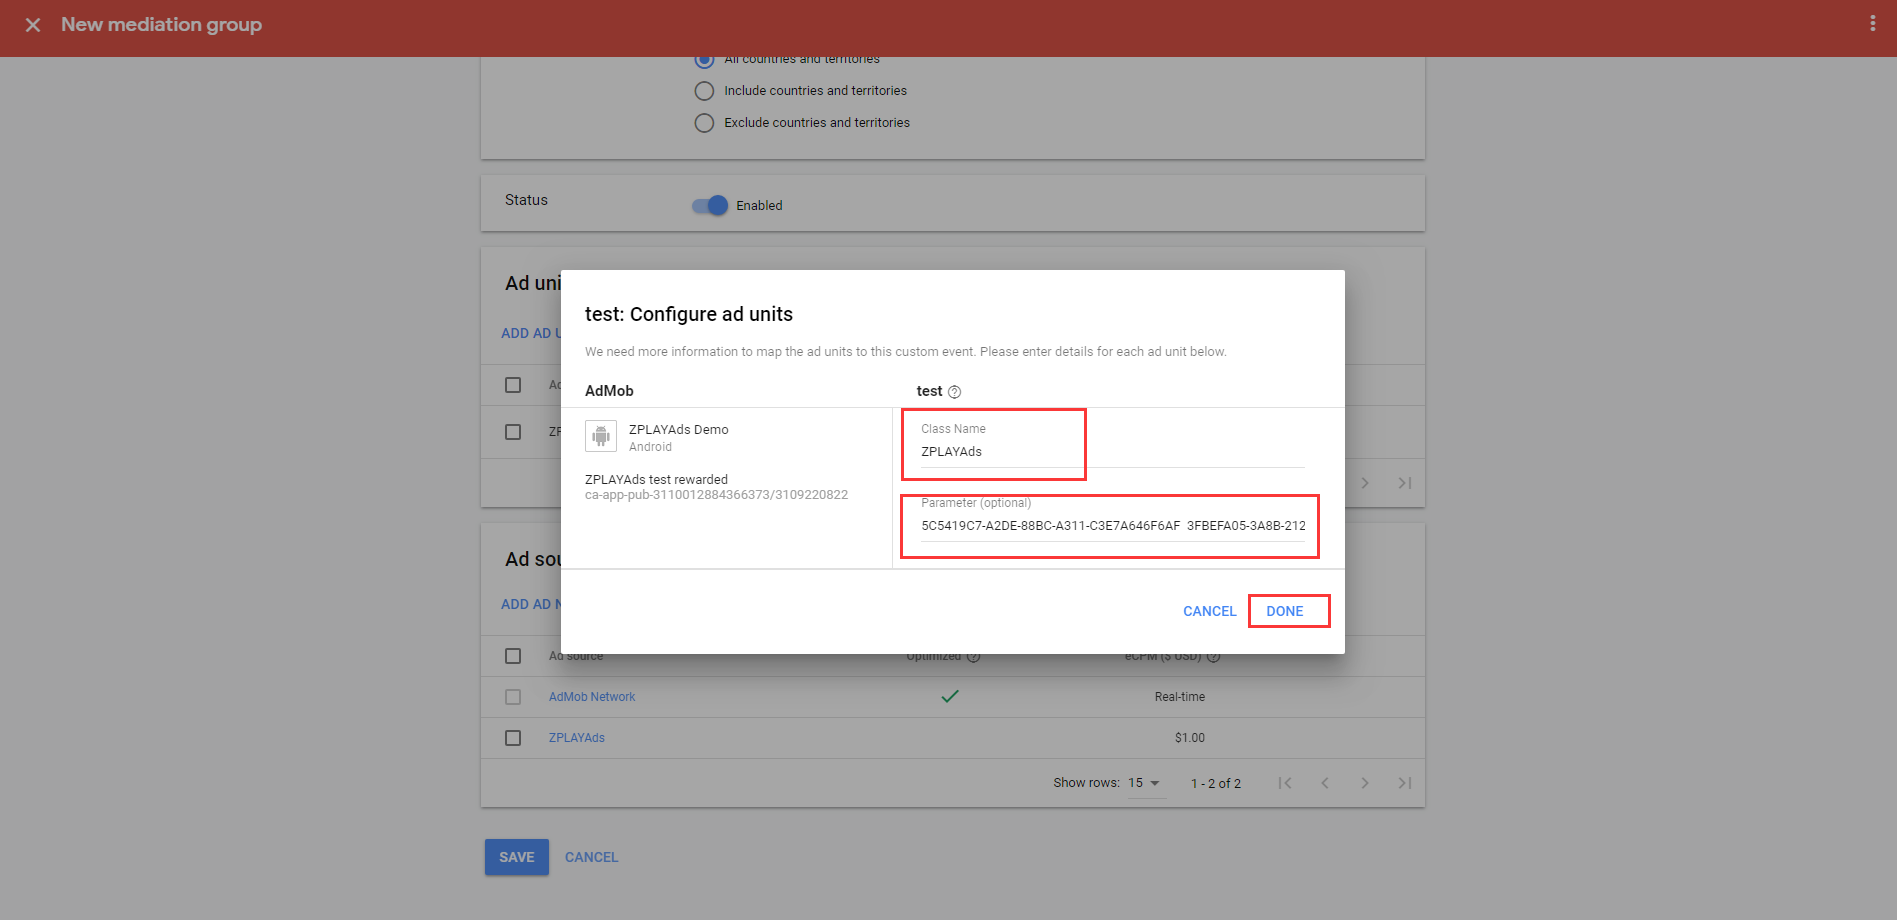 New mediation group
All countries and territories
Include countries and territories
Exclude countries and territories
Status
Enabled
Ad uni
ADD AD U
Ad
ZP
test: Configure ad units
We need more information to map the ad units to this custom event. Please enter details for each ad unit below.
AdMob
test
ZPLAYAds Demo
Android
ZPLAYAds test rewarded
ca-app-pub-3110012884366373/3109220822
Class Name
ZPLAYAds
Parameter (optional)
5C5419C7-A2DE-88BC-A311-C3E7A646F6AF 3FBEFA05-3A8B-212
CANCEL
DONE
Ad sou
ADD AD N
Ad source
Optimized
eCPM ($ USD)
AdMob Network
Real-time
ZPLAYAds
$1.00
Show rows: 15
1 - 2 of 2
SAVE
CANCEL